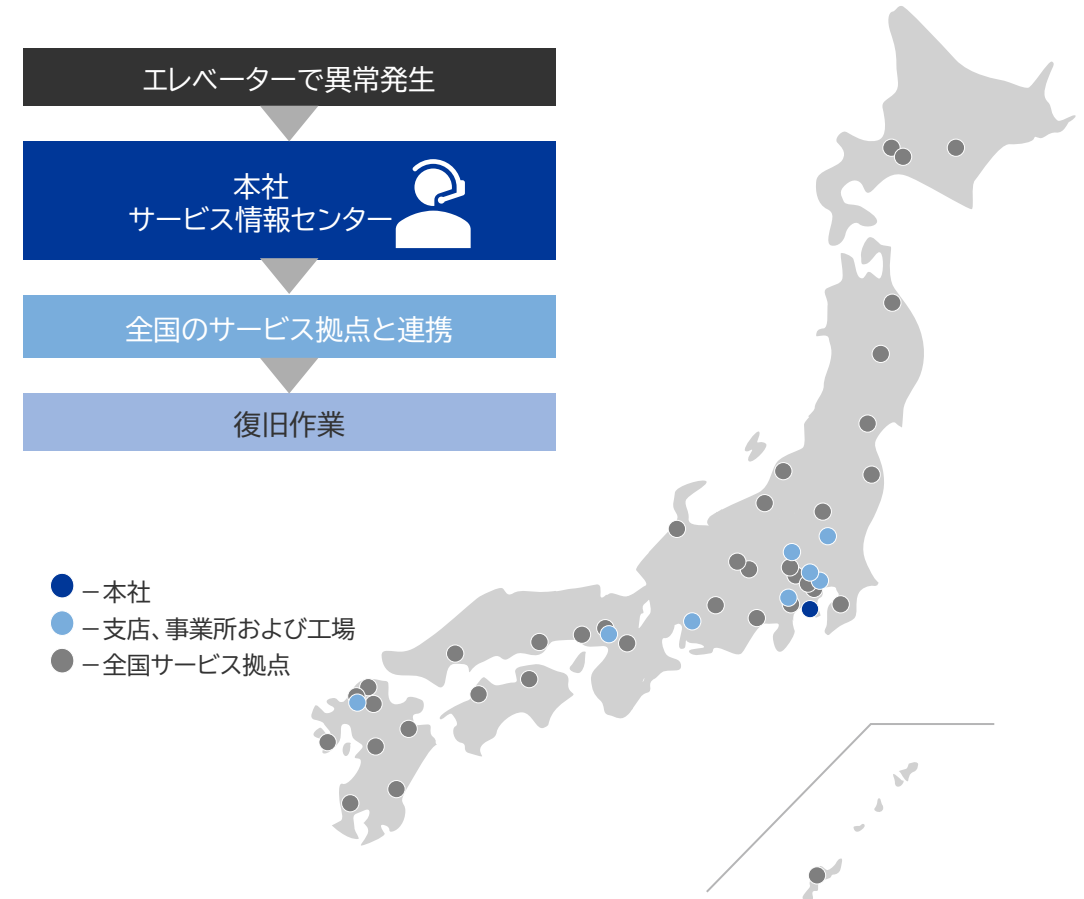 エレベーターで異常発生
本社
サービス情報センター
全国のサービス拠点と連携
復旧作業
－本社
－支店、事業所および工場
－全国サービス拠点